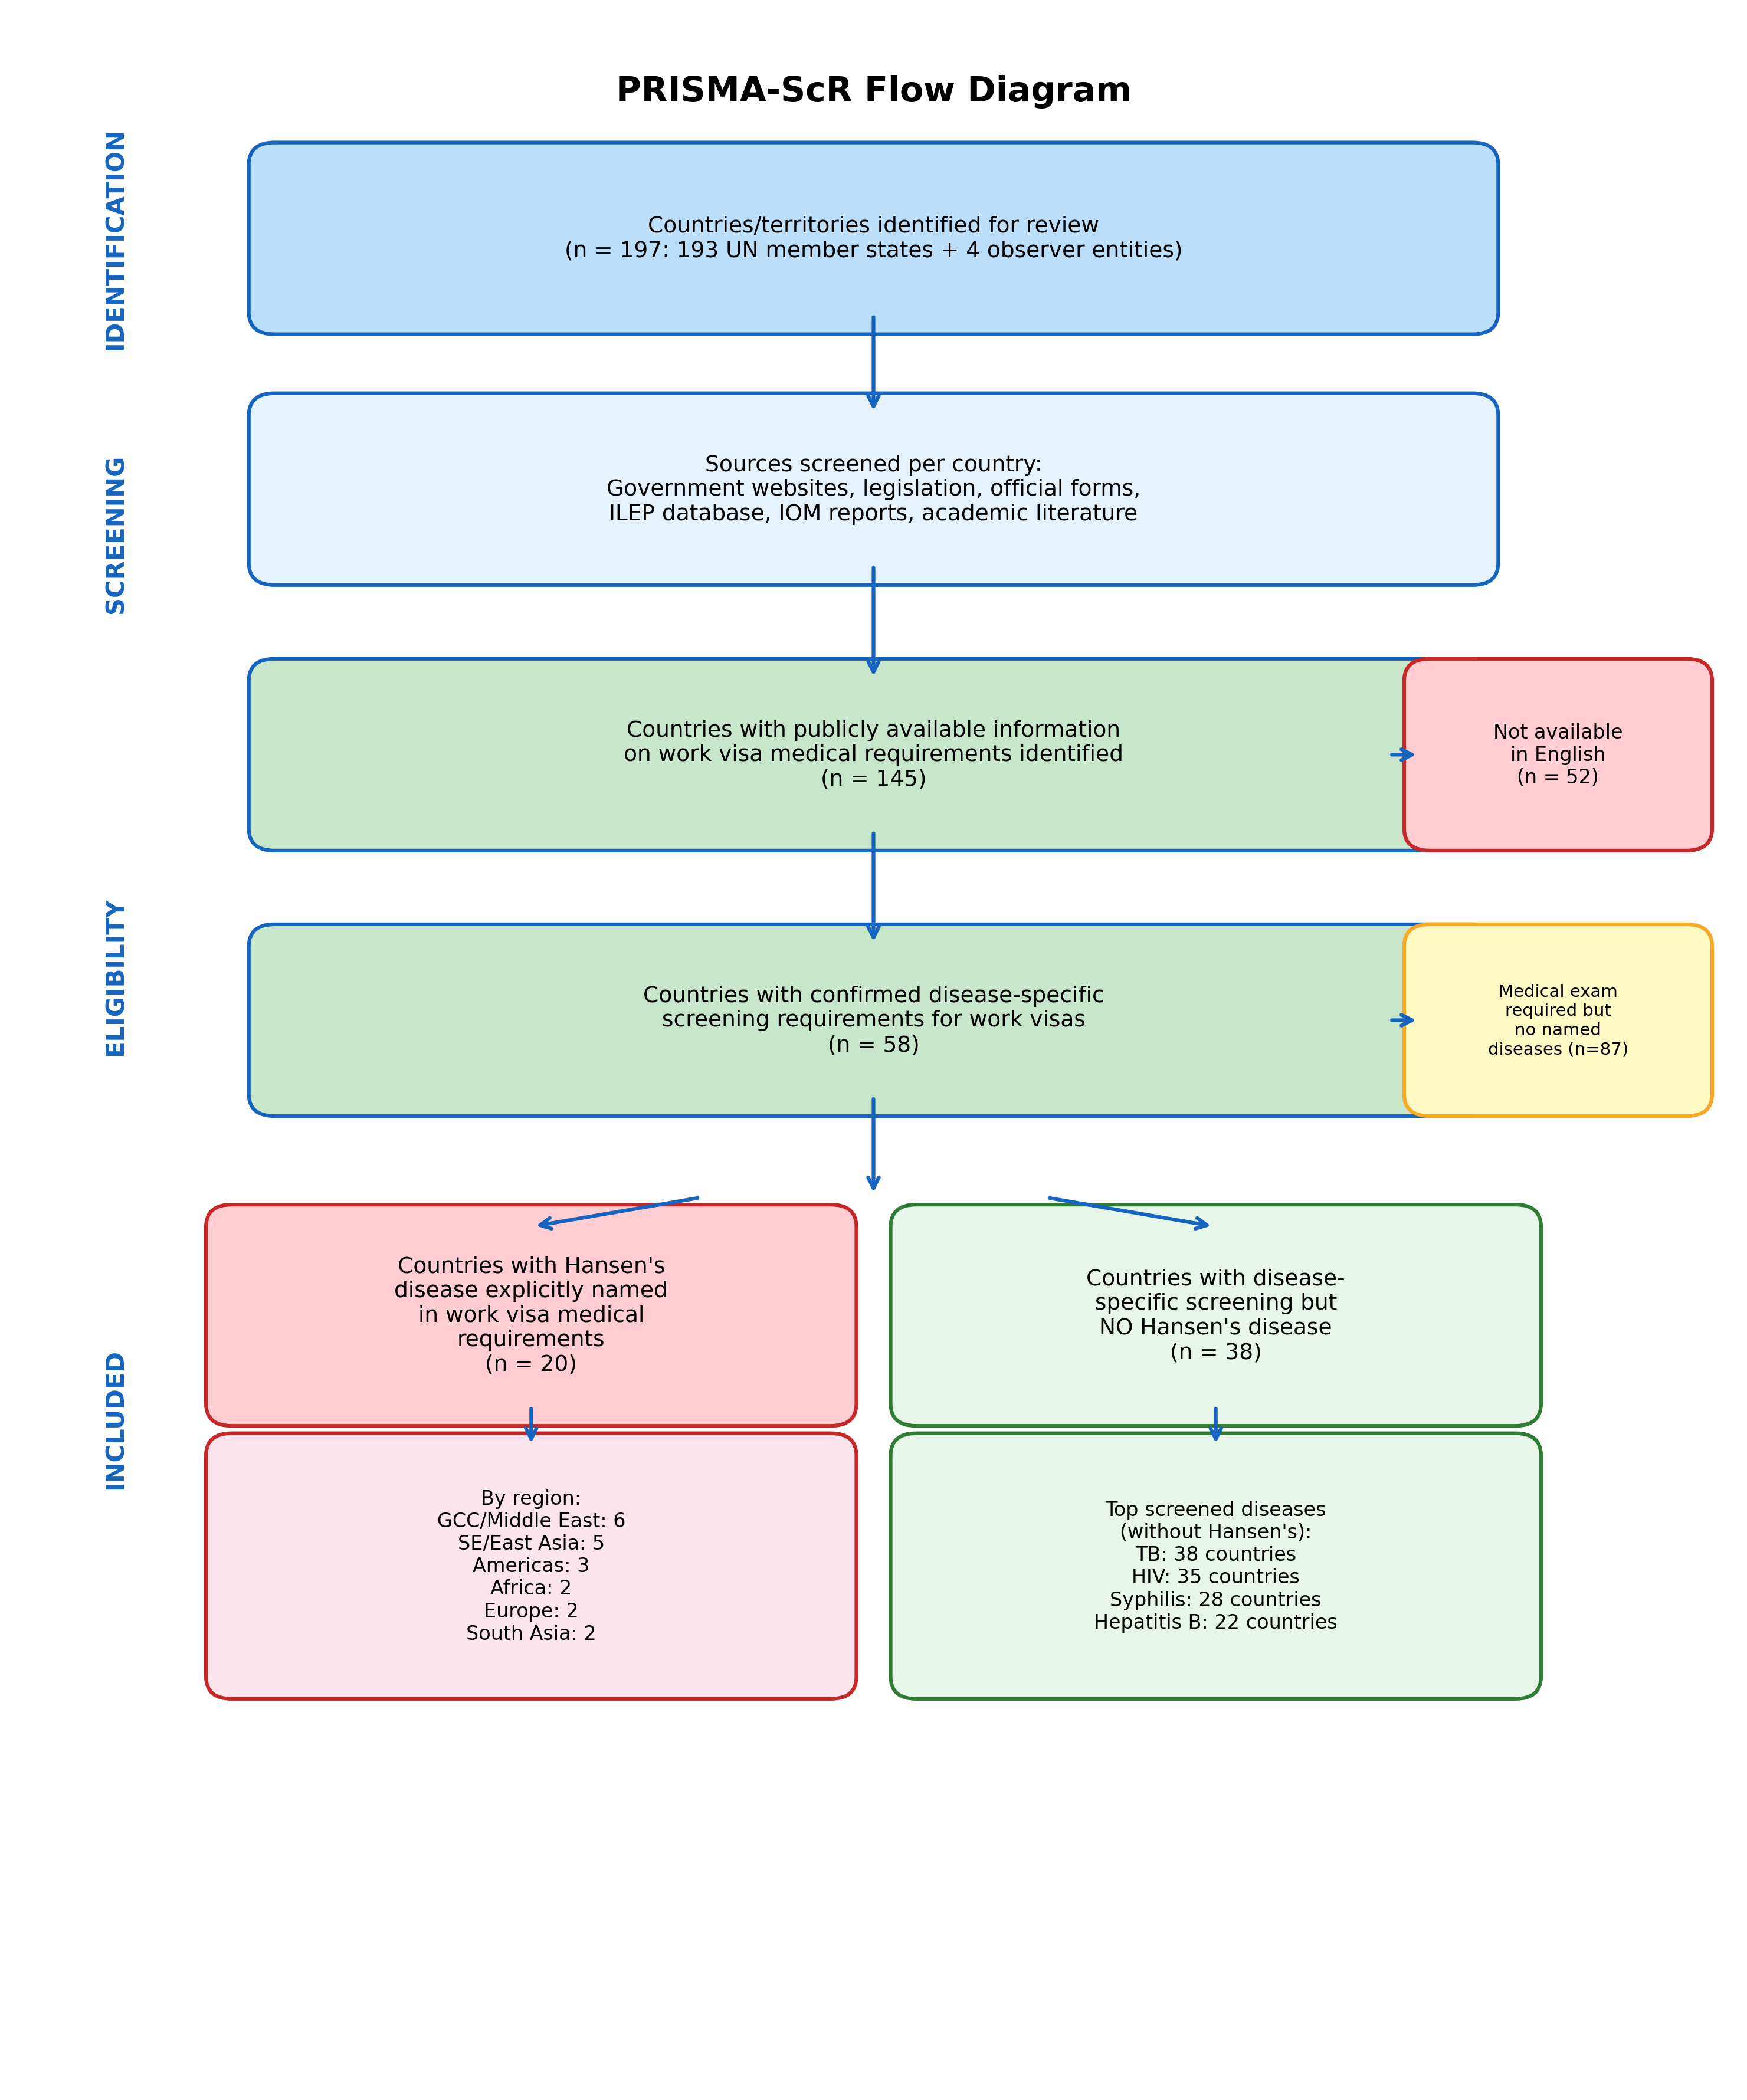 PRISMA-ScR Flow Diagram
IDENTIFICATION
Countries/territories identified for review
(n = 197: 193 UN member states + 4 observer entities)
SCREENING
Sources screened per country:
Government websites, legislation, official forms,
ILEP database, IOM reports, academic literature
Countries with publicly available information
on work visa medical requirements identified
(n = 145)
Not available
in English
(n = 52)
ELIGIBILITY
Countries with confirmed disease-specific
screening requirements for work visas
(n = 58)
Medical exam
required but
no named
diseases (n=87)
INCLUDED
Countries with Hansen's
disease explicitly named
in work visa medical
requirements
(n = 20)
Countries with disease-
specific screening but
NO Hansen's disease
(n = 38)
By region:
GCC/Middle East: 6
SE/East Asia: 5
Americas: 3
Africa: 2
Europe: 2
South Asia: 2
Top screened diseases
(without Hansen's):
TB: 38 countries
HIV: 35 countries
Syphilis: 28 countries
Hepatitis B: 22 countries